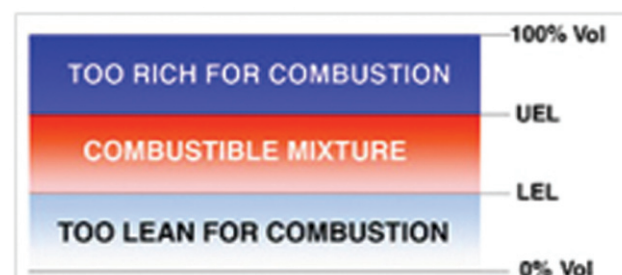 100% Vol
TOO RICH FOR COMBUSTION
UEL
COMBUSTIBLE MIXTURE
LEL
TOO LEAN FOR COMBUSTION
0% Vol